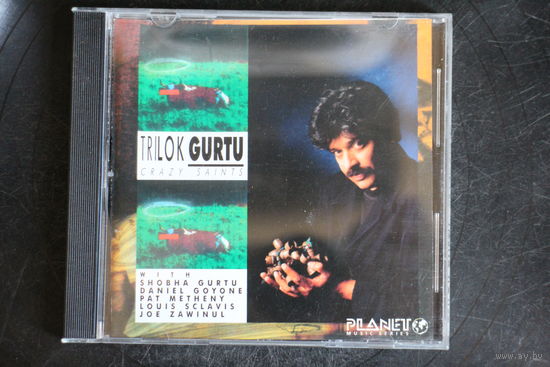 TRILOK GURTU
CRAZY SAINTS
WITH
SHOBHA GURTU
DANIEL GOYONE
PAT METHENY
LOUIS SCLAVIS
JOE ZAWINUL
PLANET
MUSIC SERIES
www.ay.by